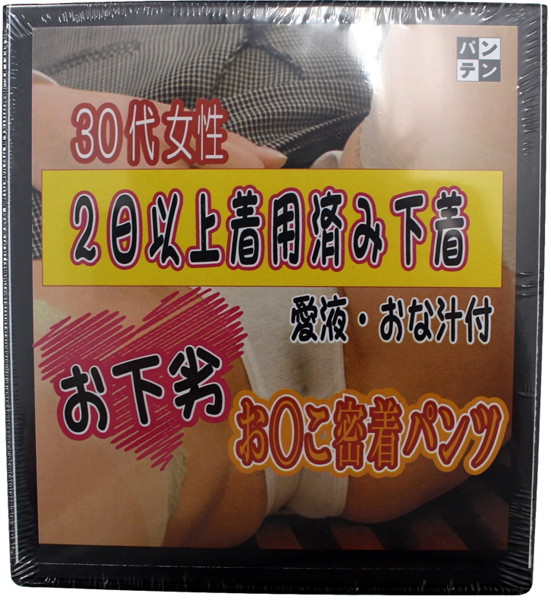 パン
テン
30代女性
2日以上着用済み下着
愛液・おな汁付
お下劣
お〇こ密着パンツ